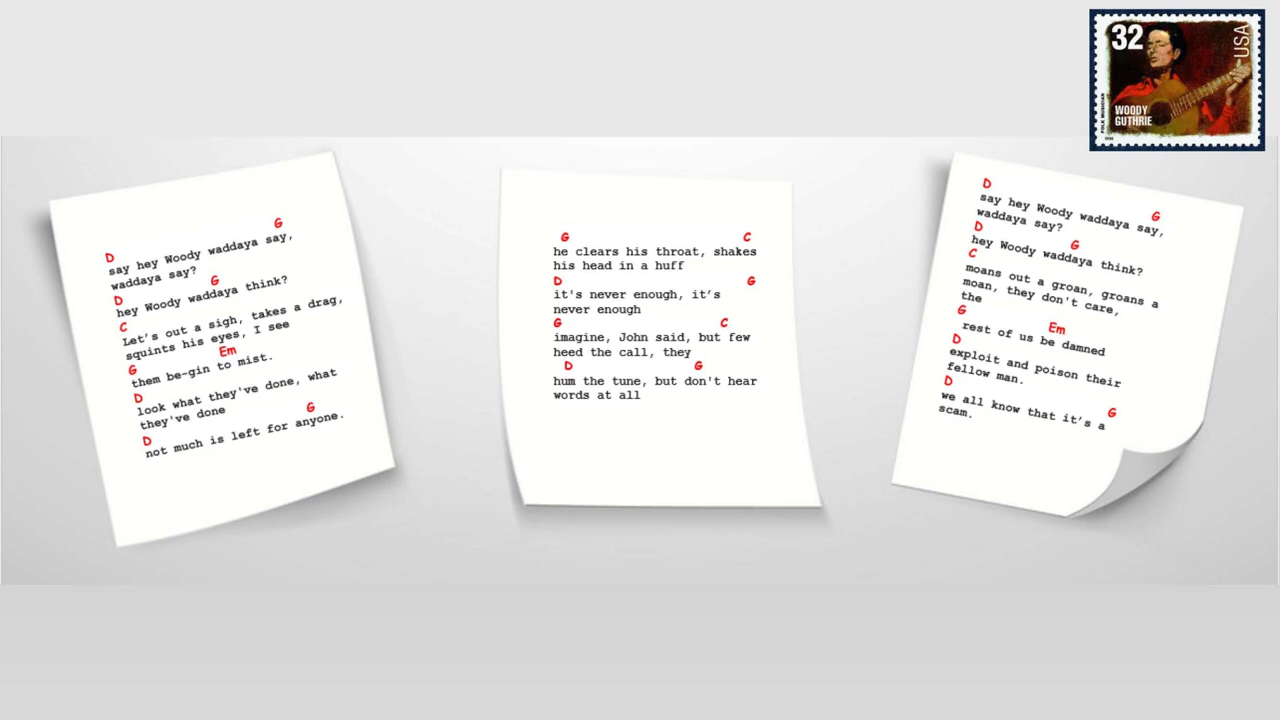 D G
say hey Woody waddaya say,
waddaya say?
D G
hey Woody waddaya think?
C
Let's out a sigh, takes a drag,
squints his eyes, I see
G Em
them be-gin to mist.
D
look what they've done, what
they've done
D G
not much is left for anyone.
G C
he clears his throat, shakes
his head in a huff
D G
it's never enough, it's
never enough
G C
imagine, John said, but few
heed the call, they
D G
hum the tune, but don't hear
words at all
D G
say hey Woody waddaya say,
waddaya say?
D G
hey Woody waddaya think?
C
moans out a groan, groans a
moan, they don't care,
the
G Em
rest of us be damned
D
exploit and poison their
fellow man.
D G
we all know that it's a
scam.
32
USA
WOODY
GUTHRIE
FOLK MUSICIAN